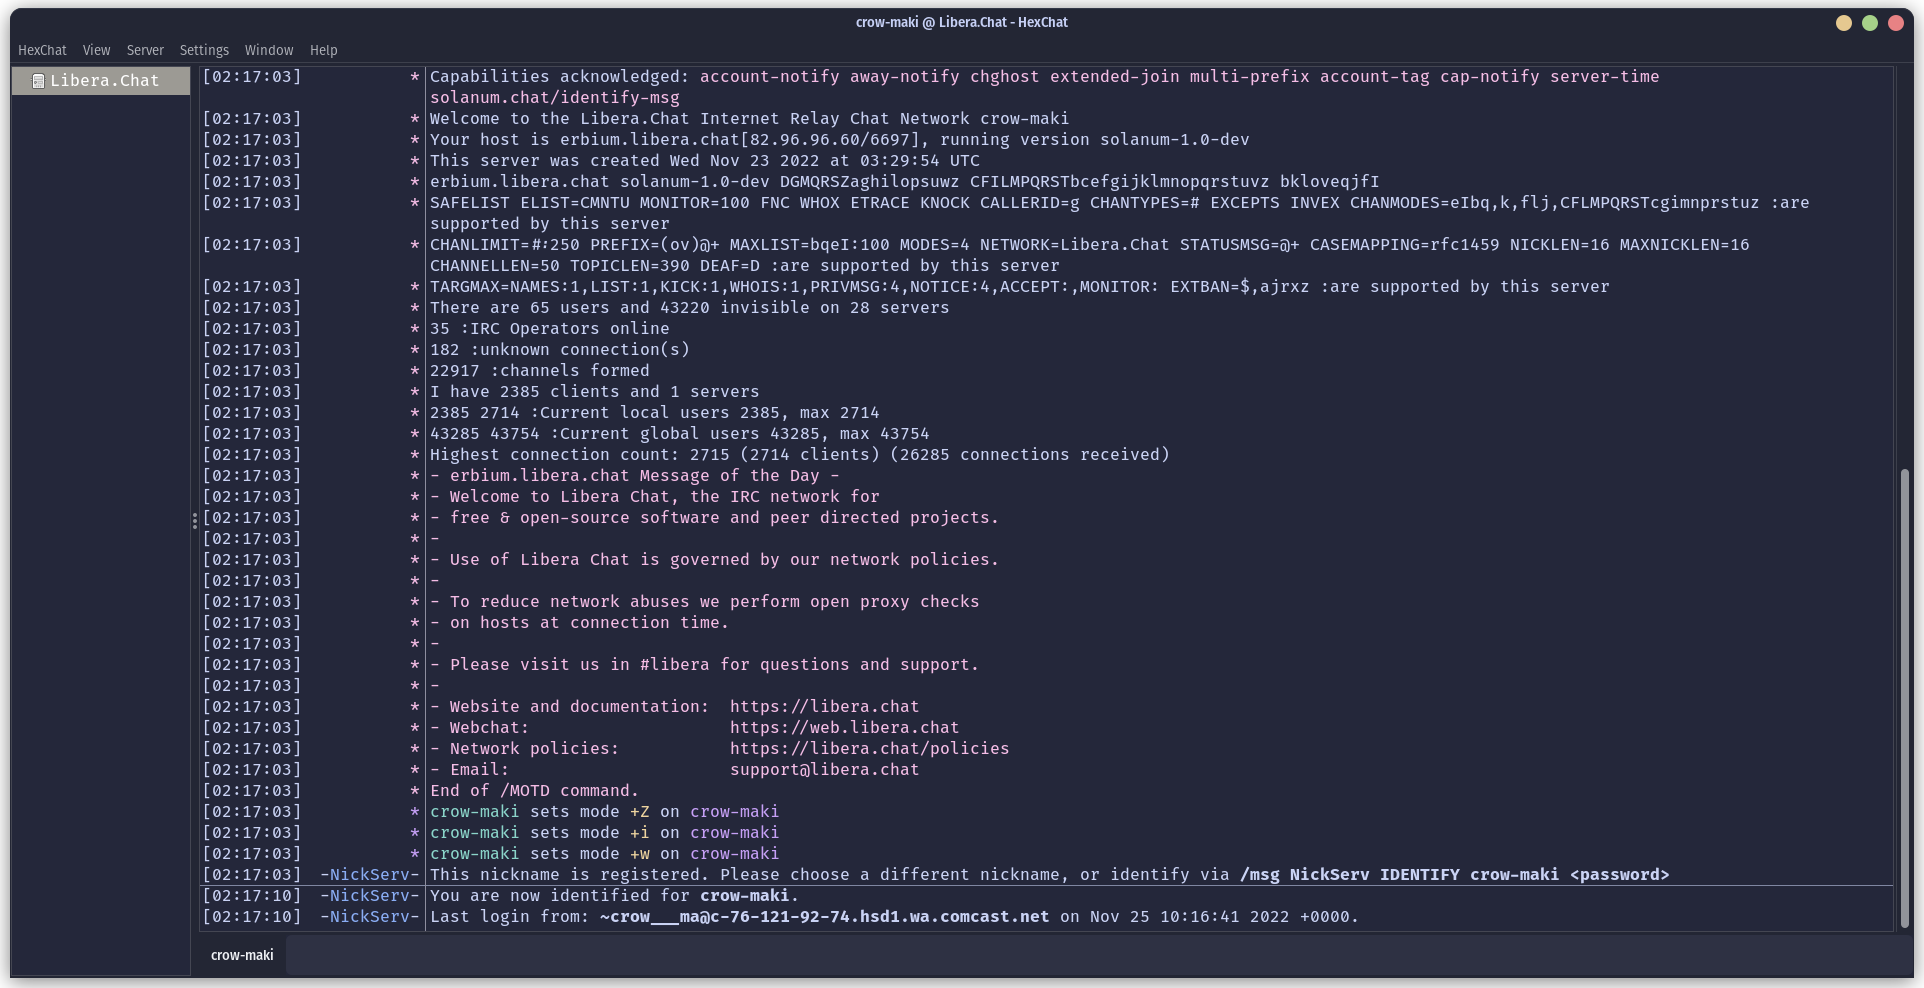 crow-maki @ Libera.Chat - HexChat
HexChat View Server Settings Window Help
Libera.Chat
[02:17:03] * Capabilities acknowledged: account-notify away-notify chghost extended-join multi-prefix account-tag cap-notify server-time
solanum.chat/identify-msg
[02:17:03] * Welcome to the Libera.Chat Internet Relay Chat Network crow-maki
[02:17:03] * Your host is erbium.libera.chat[82.96.96.60/6697], running version solanum-1.0-dev
[02:17:03] * This server was created Wed Nov 23 2022 at 03:29:54 UTC
[02:17:03] * erbium.libera.chat solanum-1.0-dev DGMQRSZaghilopsuwz CFILMPQRSTbcefgijklmnopqrstuvz bkloveqjfI
[02:17:03] * SAFELIST ELIST=CMNTU MONITOR=100 FNC WHOX ETRACE KNOCK CALLERID=g CHANTYPES=# EXCEPTS INVEX CHANMODES=eIbq,k,flj,CFLMPQRSTcgimnprstuz :are
supported by this server
[02:17:03] * CHANLIMIT=#:250 PREFIX=(ov)@+ MAXLIST=bqeI:100 MODES=4 NETWORK=Libera.Chat STATUSMSG=@+ CASEMAPPING=rfc1459 NICKLEN=16 MAXNICKLEN=16
CHANNELLEN=50 TOPICLEN=390 DEAF=D :are supported by this server
[02:17:03] * TARGMAX=NAMES:1,LIST:1,KICK:1,WHOIS:1,PRIVMSG:4,NOTICE:4,ACCEPT:,MONITOR: EXTBAN=$,ajrxz :are supported by this server
[02:17:03] * There are 65 users and 43220 invisible on 28 servers
[02:17:03] * 35 :IRC Operators online
[02:17:03] * 182 :unknown connection(s)
[02:17:03] * 22917 :channels formed
[02:17:03] * I have 2385 clients and 1 servers
[02:17:03] * 2385 2714 :Current local users 2385, max 2714
[02:17:03] * 43285 43754 :Current global users 43285, max 43754
[02:17:03] * Highest connection count: 2715 (2714 clients) (26285 connections received)
[02:17:03] * - erbium.libera.chat Message of the Day -
[02:17:03] * - Welcome to Libera Chat, the IRC network for
[02:17:03] * - free & open-source software and peer directed projects.
[02:17:03] * -
[02:17:03] * - Use of Libera Chat is governed by our network policies.
[02:17:03] * -
[02:17:03] * - To reduce network abuses we perform open proxy checks
[02:17:03] * - on hosts at connection time.
[02:17:03] * -
[02:17:03] * - Please visit us in #libera for questions and support.
[02:17:03] * -
[02:17:03] * - Website and documentation: https://libera.chat
[02:17:03] * - Webchat: https://web.libera.chat
[02:17:03] * - Network policies: https://libera.chat/policies
[02:17:03] * - Email: support@libera.chat
[02:17:03] * End of /MOTD command.
[02:17:03] * crow-maki sets mode +Z on crow-maki
[02:17:03] * crow-maki sets mode +i on crow-maki
[02:17:03] * crow-maki sets mode +w on crow-maki
[02:17:03] -NickServ- This nickname is registered. Please choose a different nickname, or identify via /msg NickServ IDENTIFY crow-maki <password>
[02:17:10] -NickServ- You are now identified for crow-maki.
[02:17:10] -NickServ- Last login from: ~crow___ma@c-76-121-92-74.hsd1.wa.comcast.net on Nov 25 10:16:41 2022 +0000.
crow-maki